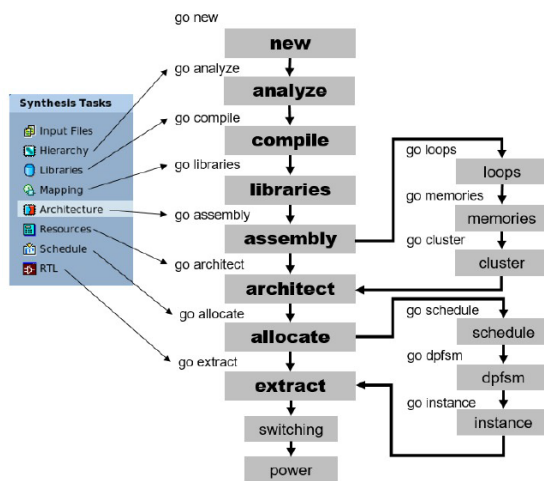 go new
new
go analyze
analyze
Synthesis Tasks
Input Files
Hierarchy
Libraries
Mapping
Architecture
Resources
Schedule
RTL
go compile
compile
go libraries
libraries
go assembly
assembly
go architect
architect
go allocate
allocate
go extract
extract
switching
power
go loops
loops
go memories
memories
go cluster
cluster
go schedule
schedule
go dpfsm
dpfsm
go instance
instance